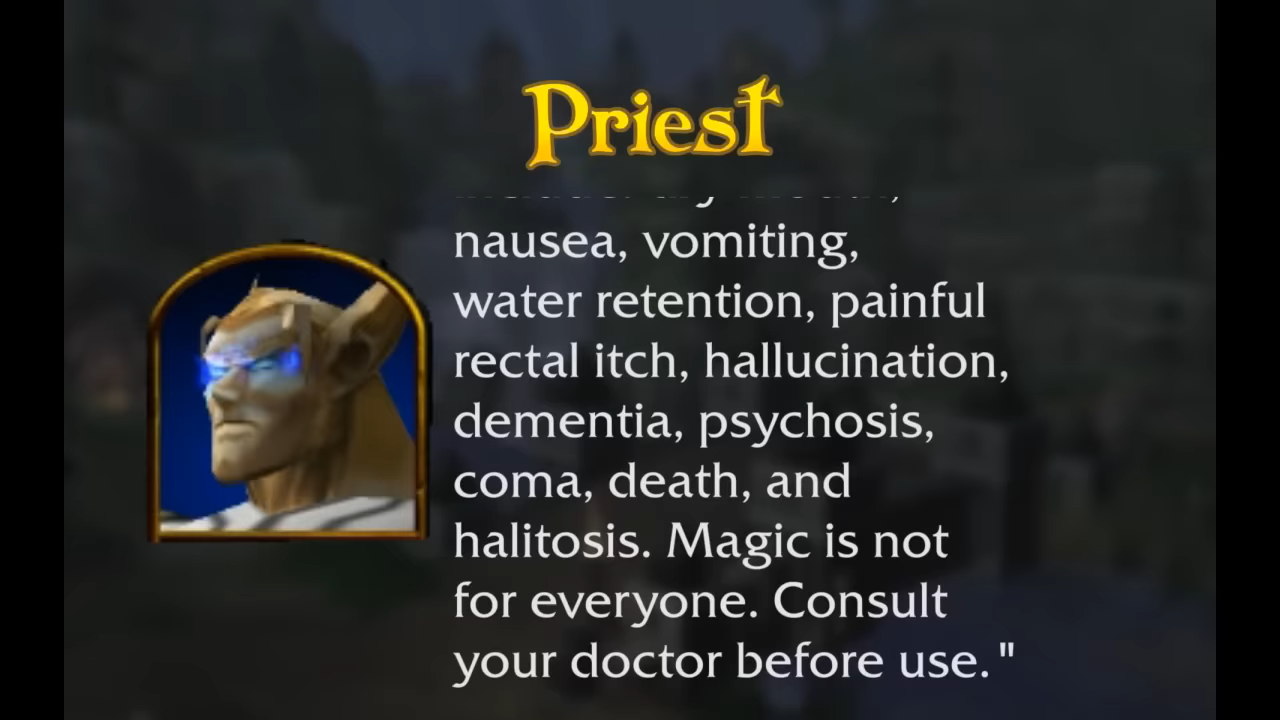 Priest
nausea, vomiting,
water retention, painful
rectal itch, hallucination,
dementia, psychosis,
coma, death, and
halitosis. Magic is not
for everyone. Consult
your doctor before use."